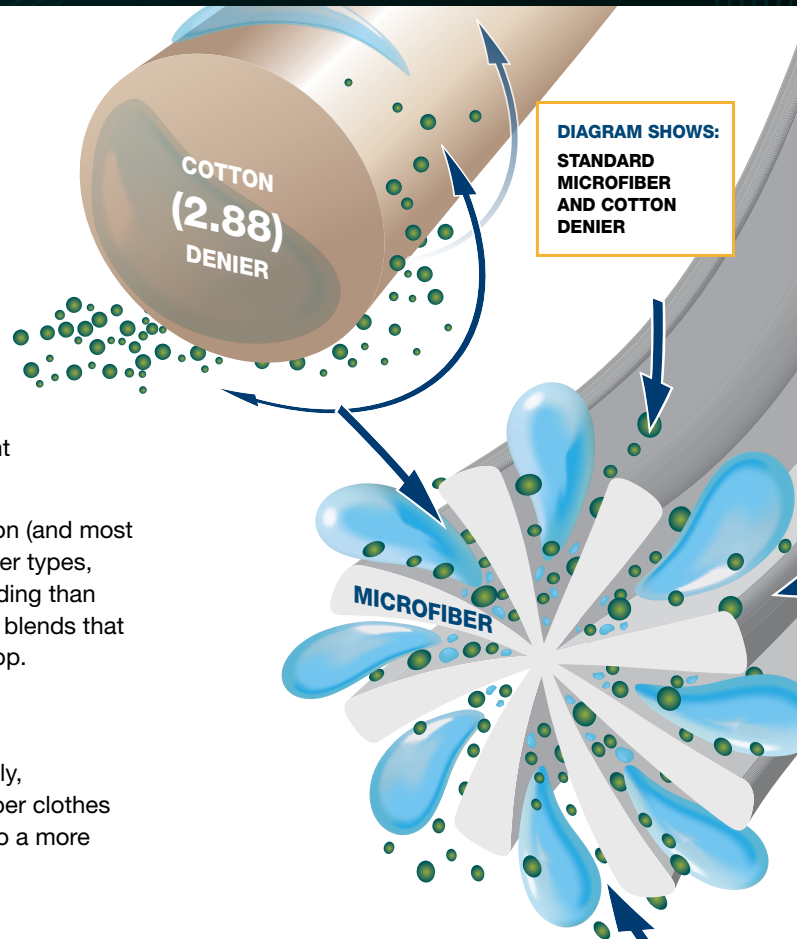 COTTON
(2.88)
DENIER
DIAGRAM SHOWS:
STANDARD
MICROFIBER
AND COTTON
DENIER
on (and most
er types,
ding than
blends that
op.
MICROFIBER
ly,
per clothes
o a more